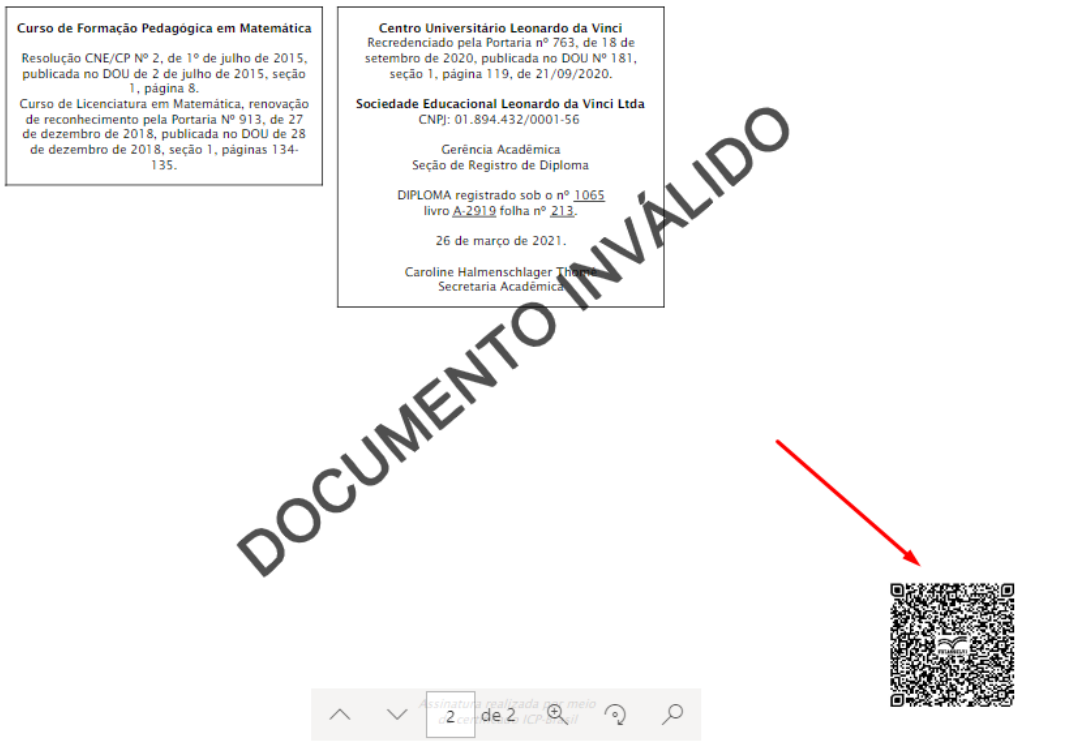 Curso de Formação Pedagógica em Matemática
Resolução CNE/CP Nº 2, de 1º de julho de 2015,
publicada no DOU de 2 de julho de 2015, seção
1, página 8.
Curso de Licenciatura em Matemática, renovação
de reconhecimento pela Portaria Nº 913, de 27
de dezembro de 2018, publicada no DOU de 28
de dezembro de 2018, seção 1, páginas 134-
135.
Centro Universitário Leonardo da Vinci
Recredenciado pela Portaria nº 763, de 18 de
setembro de 2020, publicada no DOU Nº 181,
seção 1, página 119, de 21/09/2020.
Sociedade Educacional Leonardo da Vinci Ltda
CNPJ: 01.894.432/0001-56
Gerência Acadêmica
Seção de Registro de Diploma
DIPLOMA registrado sob o nº 1065
livro A-2919 folha nº 213.
26 de março de 2021.
Caroline Halmenschlager Thomé
Secretaria Acadêmica
DOCUMENTO INVÁLIDO
Assinatura realizada por meio
de certificado ICP-Brasil
2 de 2